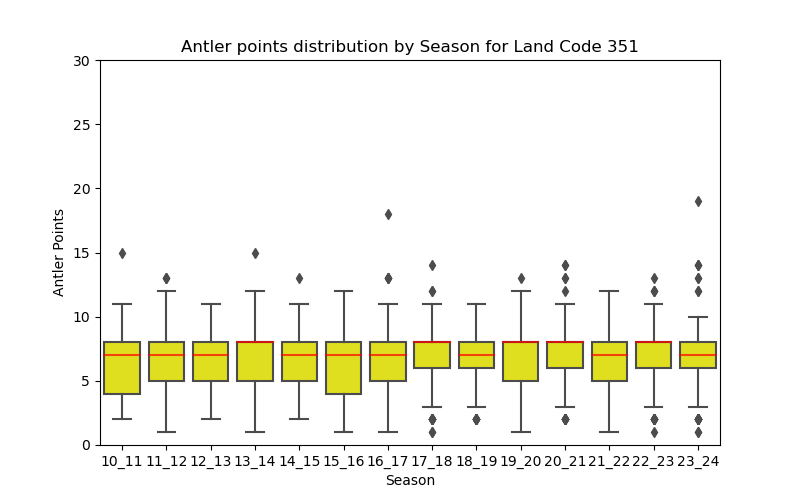 Antler points distribution by Season for Land Code 351
Antler Points
30
25
20
15
10
5
0
10_11 11_12 12_13 13_14 14_15 15_16 16_17 17_18 18_19 19_20 20_21 21_22 22_23 23_24
Season